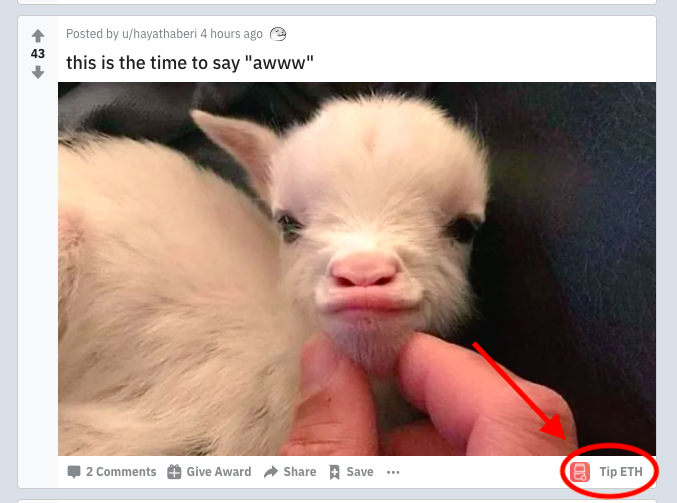 Posted by u/hayathaberi 4 hours ago
43
this is the time to say "awww"
2 Comments Give Award Share Save ... Tip ETH